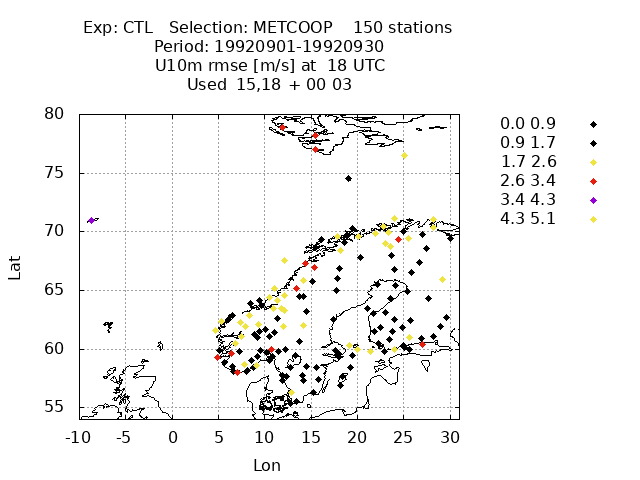 Exp: CTL Selection: METCOOP 150 stations
Period: 19920901-19920930
U10m rmse [m/s] at 18 UTC
Used 15,18 + 00 03
80
75
70
65
60
55
Lat
-10 -5 0 5 10 15 20 25 30
Lon
0.0 0.9
0.9 1.7
1.7 2.6
2.6 3.4
3.4 4.3
4.3 5.1